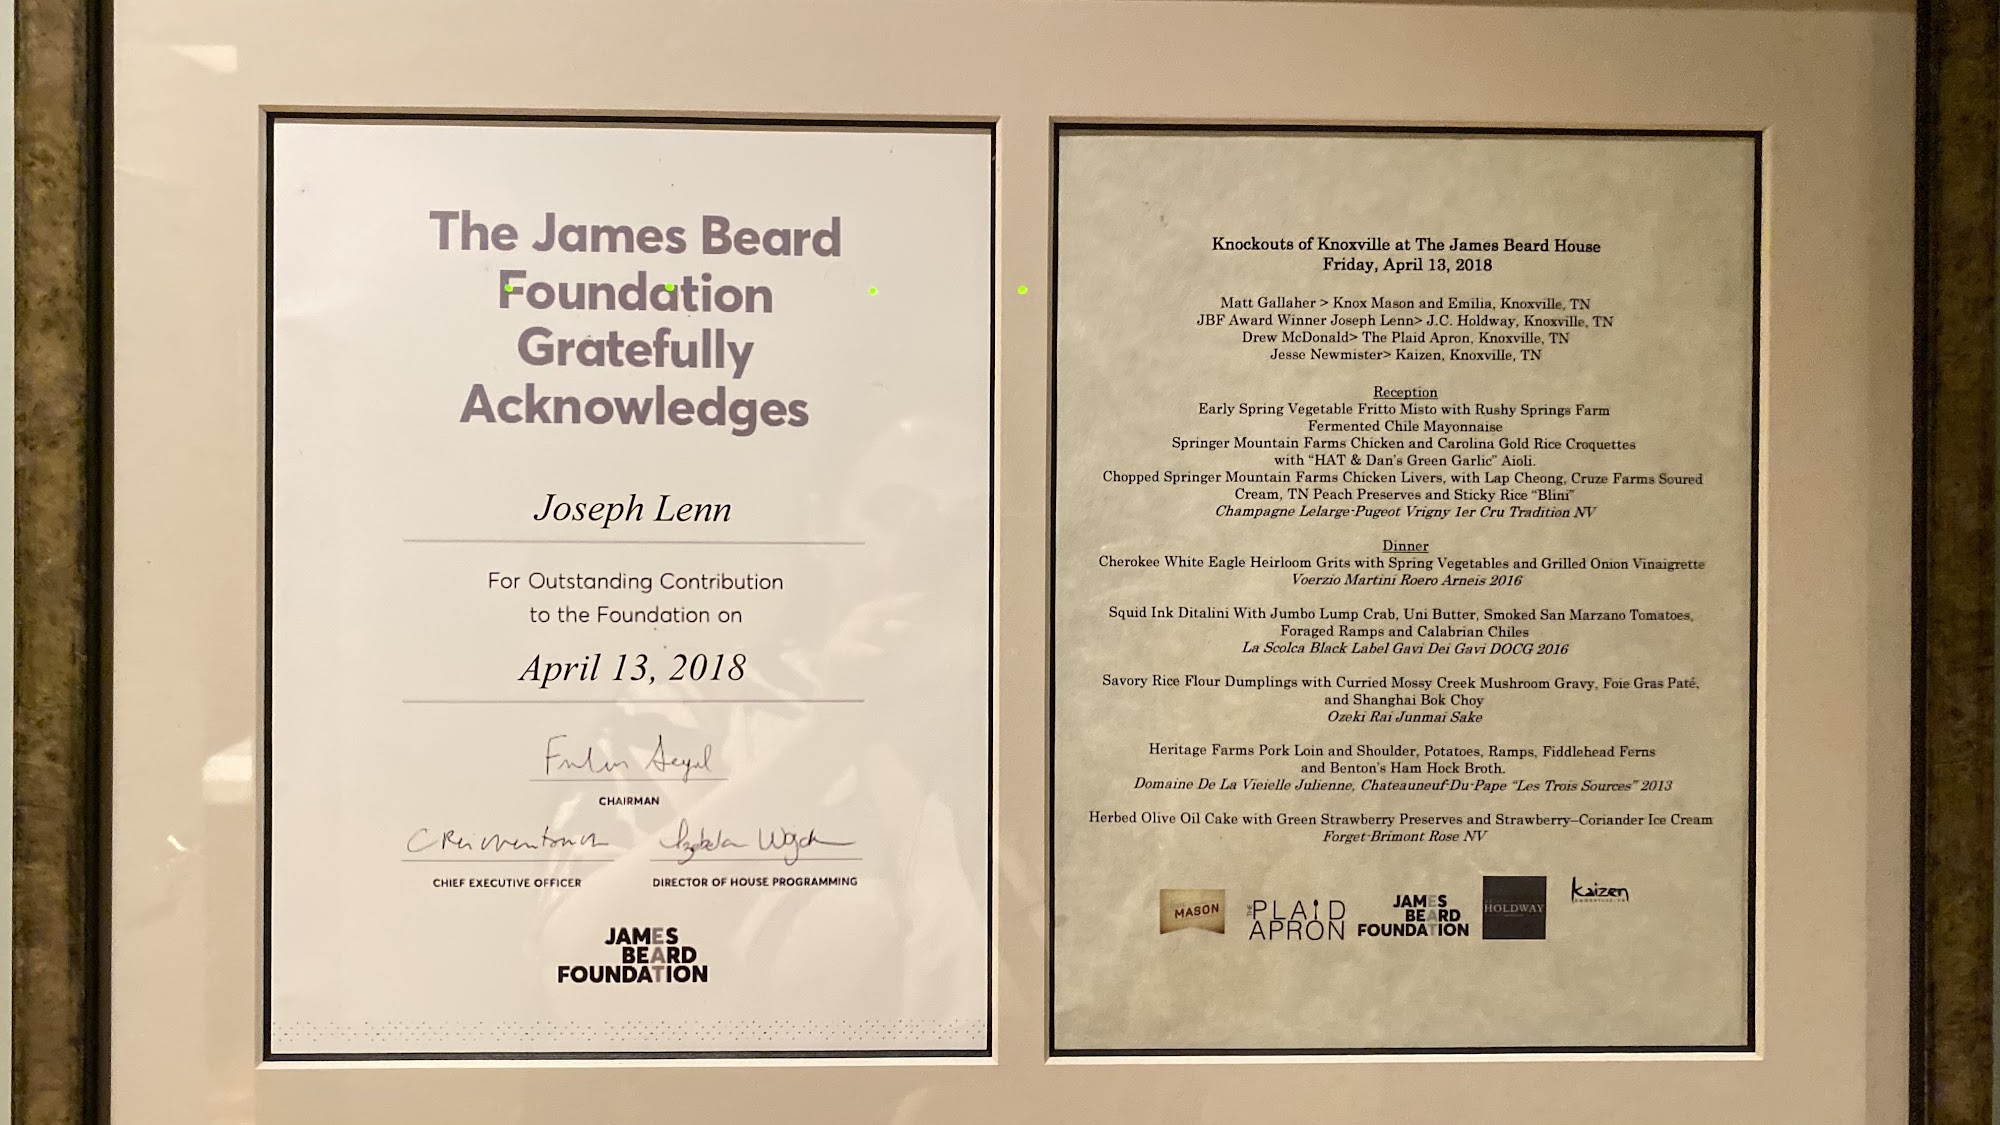 The James Beard
Foundation
Gratefully
Acknowledges
Joseph Lenn
For Outstanding Contribution
to the Foundation on
April 13, 2018
CHAIRMAN
CHIEF EXECUTIVE OFFICER
DIRECTOR OF HOUSE PROGRAMMING
JAMES
BEARD
FOUNDATION
Knockouts of Knoxville at The James Beard House
Friday, April 13, 2018
Matt Gallaher > Knox Mason and Emilia, Knoxville, TN
JBF Award Winner Joseph Lenn> J.C. Holdway, Knoxville, TN
Drew McDonald> The Plaid Apron, Knoxville, TN
Jesse Newmister> Kaizen, Knoxville, TN
Reception
Early Spring Vegetable Fritto Misto with Rushy Springs Farm
Fermented Chile Mayonnaise
Springer Mountain Farms Chicken and Carolina Gold Rice Croquettes
with “HAT & Dan's Green Garlic” Aioli.
Chopped Springer Mountain Farms Chicken Livers, with Lap Cheong, Cruze Farms Soured
Cream, TN Peach Preserves and Sticky Rice “Blini”
Champagne Lelarge-Pugeot Vrigny 1er Cru Tradition NV
Dinner
Cherokee White Eagle Heirloom Grits with Spring Vegetables and Grilled Onion Vinaigrette
Voerzio Martini Roero Arneis 2016
Squid Ink Ditalini With Jumbo Lump Crab, Uni Butter, Smoked San Marzano Tomatoes,
Foraged Ramps and Calabrian Chiles
La Scolca Black Label Gavi Dei Gavi DOCG 2016
Savory Rice Flour Dumplings with Curried Mossy Creek Mushroom Gravy, Foie Gras Paté,
and Shanghai Bok Choy
Ozeki Rai Junmai Sake
Heritage Farms Pork Loin and Shoulder, Potatoes, Ramps, Fiddlehead Ferns
and Benton's Ham Hock Broth.
Domaine De La Vieielle Julienne, Chateauneuf-Du-Pape “Les Trois Sources” 2013
Herbed Olive Oil Cake with Green Strawberry Preserves and Strawberry–Coriander Ice Cream
Forget-Brimont Rose NV
MASON
THE PLAID
APRON
JAMES
BEARD
FOUNDATION
HOLDWAY
kaizen